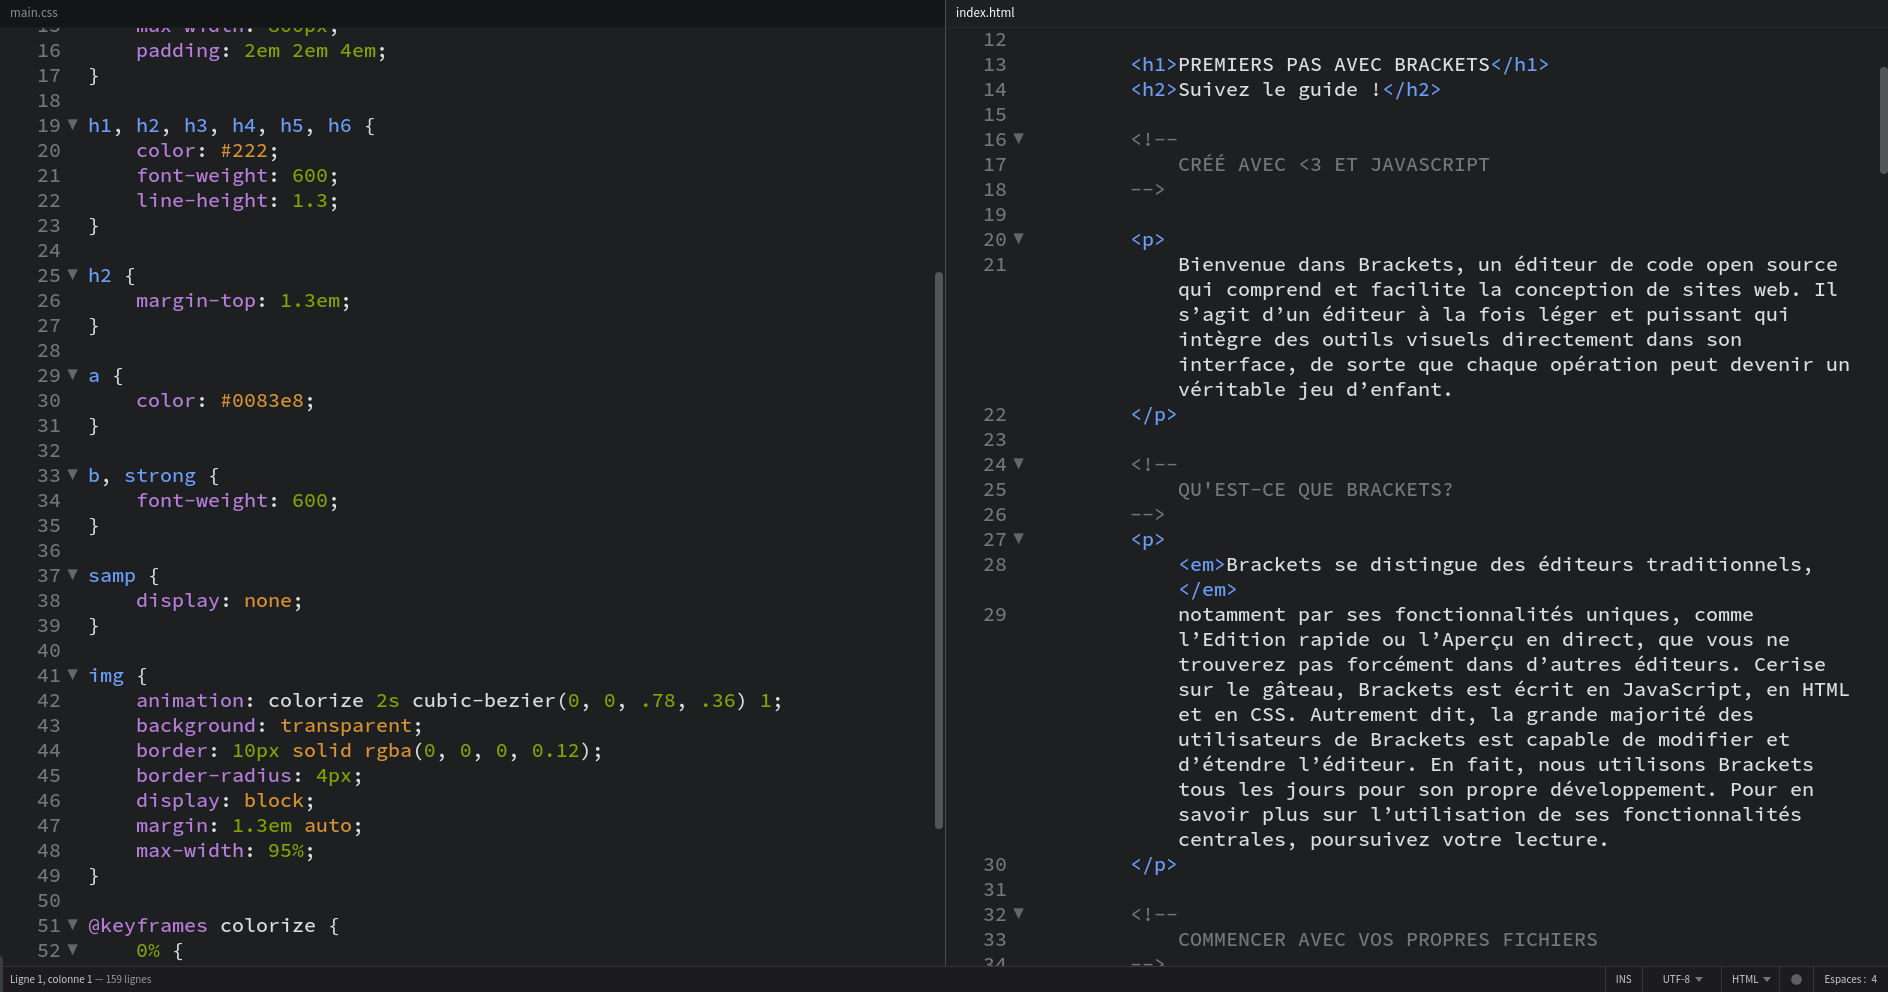 main.css
max-width: 800px;
16 padding: 2em 2em 4em;
17 }
18
19 h1, h2, h3, h4, h5, h6 {
20 color: #222;
21 font-weight: 600;
22 line-height: 1.3;
23 }
24
25 h2 {
26 margin-top: 1.3em;
27 }
28
29 a {
30 color: #0083e8;
31 }
32
33 b, strong {
34 font-weight: 600;
35 }
36
37 samp {
38 display: none;
39 }
40
41 img {
42 animation: colorize 2s cubic-bezier(0, 0, .78, .36) 1;
43 background: transparent;
44 border: 10px solid rgba(0, 0, 0, 0.12);
45 border-radius: 4px;
46 display: block;
47 margin: 1.3em auto;
48 max-width: 95%;
49 }
50
51 @keyframes colorize {
52 0% {
index.html
12
13 <h1>PREMIERS PAS AVEC BRACKETS</h1>
14 <h2>Suivez le guide !</h2>
15
16 <!--
17 CRÉÉ AVEC <3 ET JAVASCRIPT
18 -->
19
20 <p>
21 Bienvenue dans Brackets, un éditeur de code open source
qui comprend et facilite la conception de sites web. Il
s’agit d’un éditeur à la fois léger et puissant qui
intègre des outils visuels directement dans son
interface, de sorte que chaque opération peut devenir un
véritable jeu d’enfant.
22 </p>
23
24 <!--
25 QU'EST-CE QUE BRACKETS?
26 -->
27 <p>
28 <em>Brackets se distingue des éditeurs traditionnels,
</em>
29 notamment par ses fonctionnalités uniques, comme
l’Edition rapide ou l’Aperçu en direct, que vous ne
trouverez pas forcément dans d’autres éditeurs. Cerise
sur le gâteau, Brackets est écrit en JavaScript, en HTML
et en CSS. Autrement dit, la grande majorité des
utilisateurs de Brackets est capable de modifier et
d’étendre l’éditeur. En fait, nous utilisons Brackets
tous les jours pour son propre développement. Pour en
savoir plus sur l’utilisation de ses fonctionnalités
centrales, poursuivez votre lecture.
30 </p>
31
32 <!--
33 COMMENCER AVEC VOS PROPRES FICHIERS
34 -->
Ligne 1, colonne 1 — 159 lignes
INS UTF-8 HTML Espaces : 4